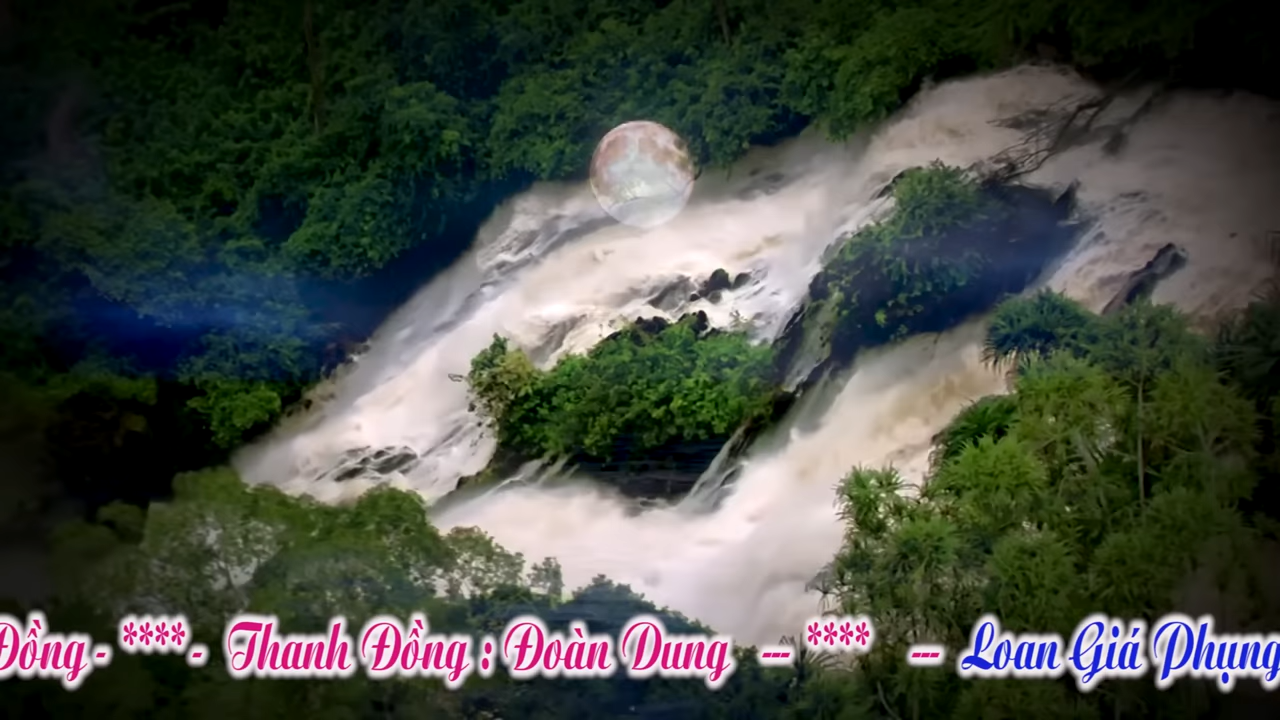 Đồng - ****- Thanh Đồng : Đoàn Dung --- **** --- Loan Giá Phụng